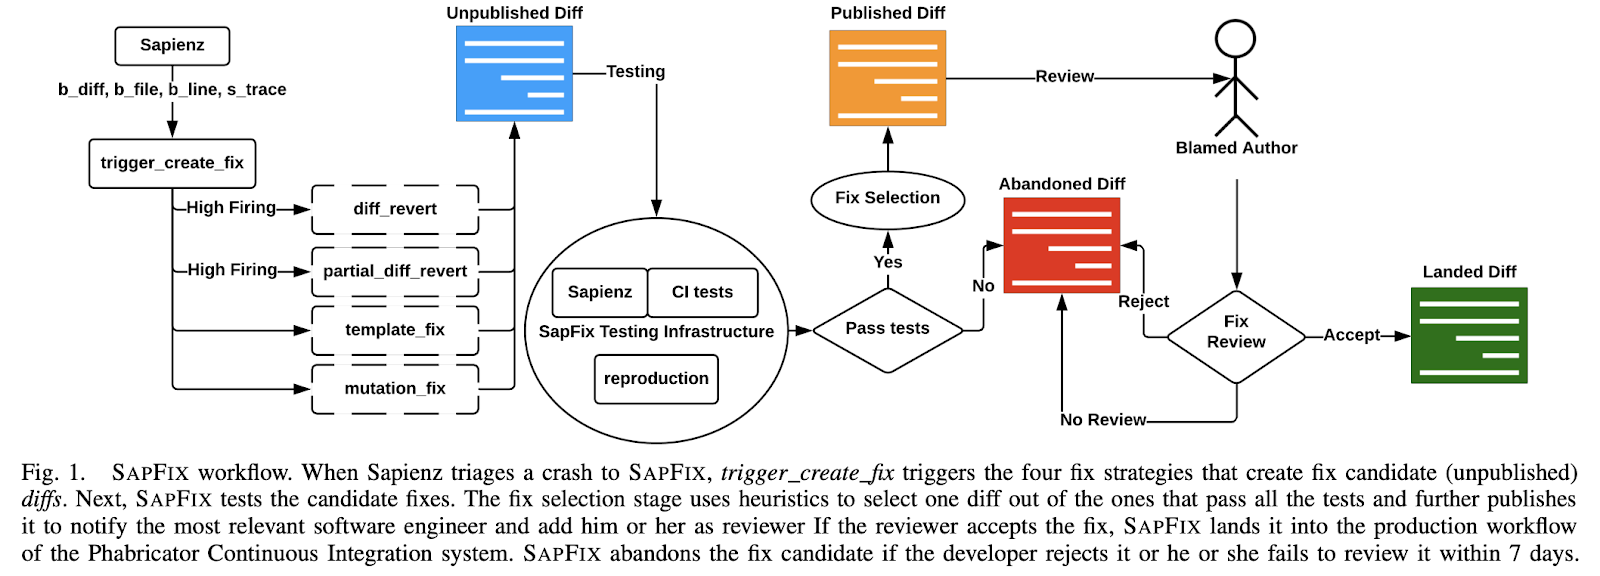 Unpublished Diff
Published Diff
Sapienz
b_diff, b_file, b_line, s_trace
Testing
Review
trigger_create_fix
Blamed Author
High Firing
diff_revert
Fix Selection
Abandoned Diff
High Firing
partial_diff_revert
Yes
No
Landed Diff
Sapienz
CI tests
SapFix Testing Infrastructure
reproduction
Pass tests
Reject
Fix
Review
Accept
template_fix
mutation_fix
No Review
Fig. 1. SAPFIX workflow. When Sapienz triages a crash to SAPFIX, trigger_create_fix triggers the four fix strategies that create fix candidate (unpublished)
diffs. Next, SAPFIX tests the candidate fixes. The fix selection stage uses heuristics to select one diff out of the ones that pass all the tests and further publishes
it to notify the most relevant software engineer and add him or her as reviewer If the reviewer accepts the fix, SAPFIX lands it into the production workflow
of the Phabricator Continuous Integration system. SAPFIX abandons the fix candidate if the developer rejects it or he or she fails to review it within 7 days.